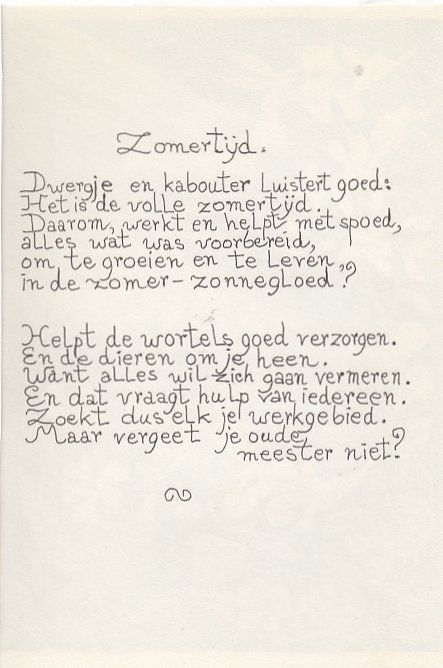 Zomertijd.
Dwergje en kabouter luistert goed:
Het is de volle zomertijd.
Daarom, werkt en helpt met spoed,
alles wat was voorbereid,
om te groeien en te leven,
in de zomer-zonnegloed?
Helpt de wortels goed verzorgen.
En de dieren om je heen.
Want alles wil zich gaan vermeren.
En dat vraagt hulp van iedereen.
Zoekt dus elk je werkgebied.
Maar vergeet je oude
meester niet?